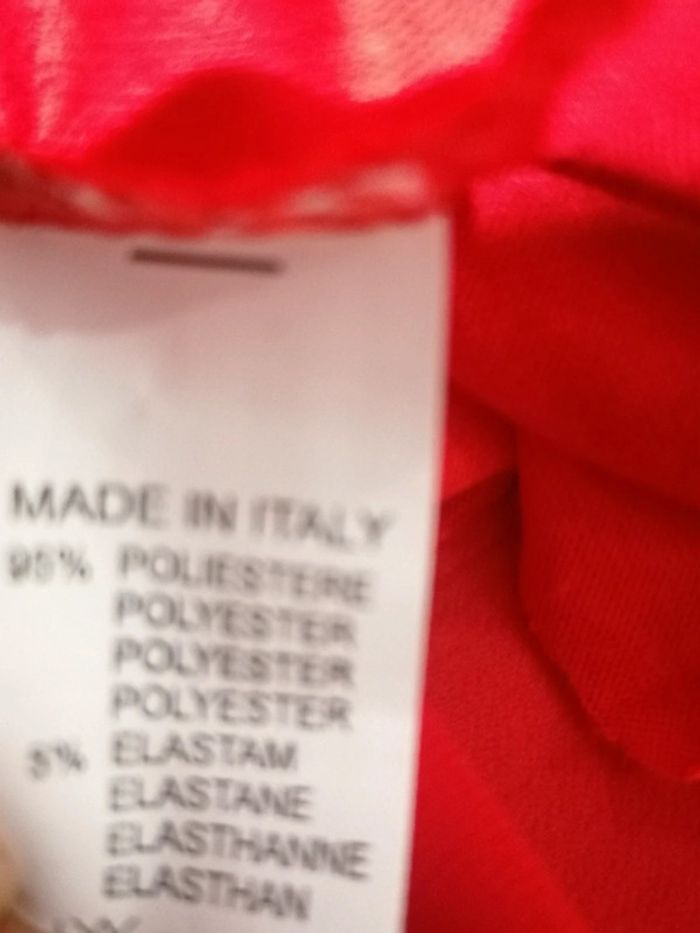 MADE IN ITALY
95% POLIESTERE
POLYESTER
POLYESTER
POLYESTER
5% ELASTAM
ELASTANE
ELASTHANNE
ELASTHAN